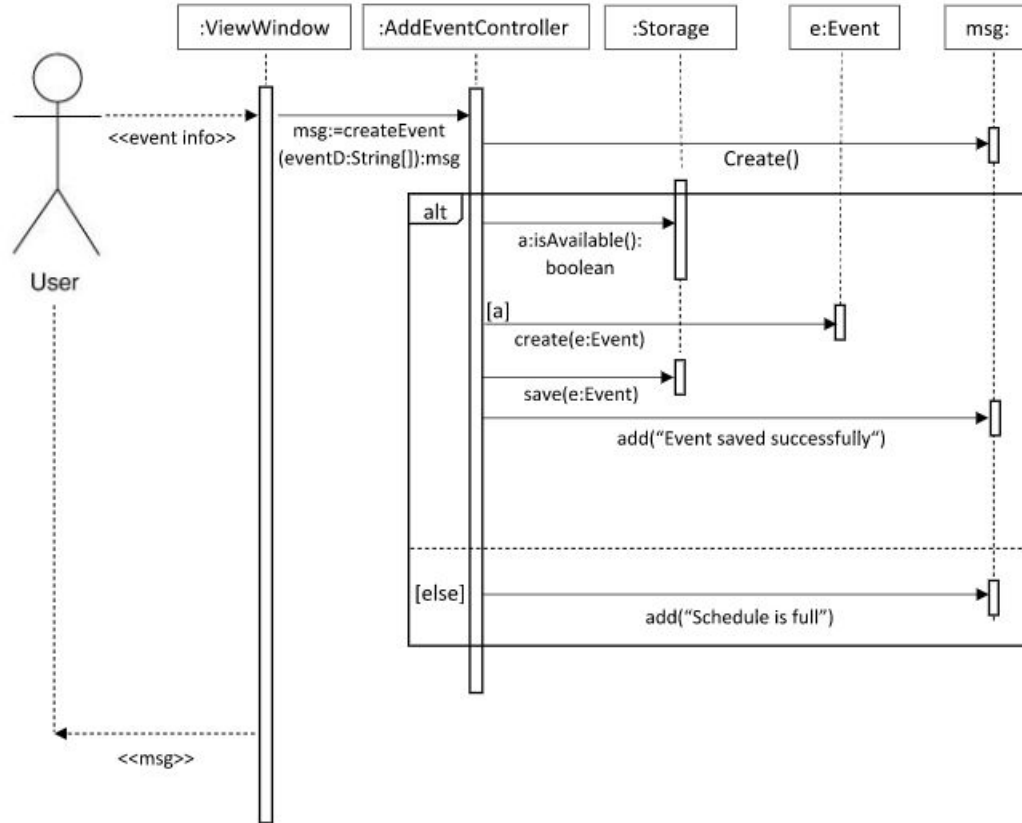 :ViewWindow
:AddEventController
:Storage
e:Event
msg:
<<event info>>
msg:=createEvent
(eventD:String[]):msg
Create()
alt
a:isAvailable():
boolean
User
[a]
create(e:Event)
save(e:Event)
add(“Event saved successfully“)
[else]
add(“Schedule is full”)
<<msg>>